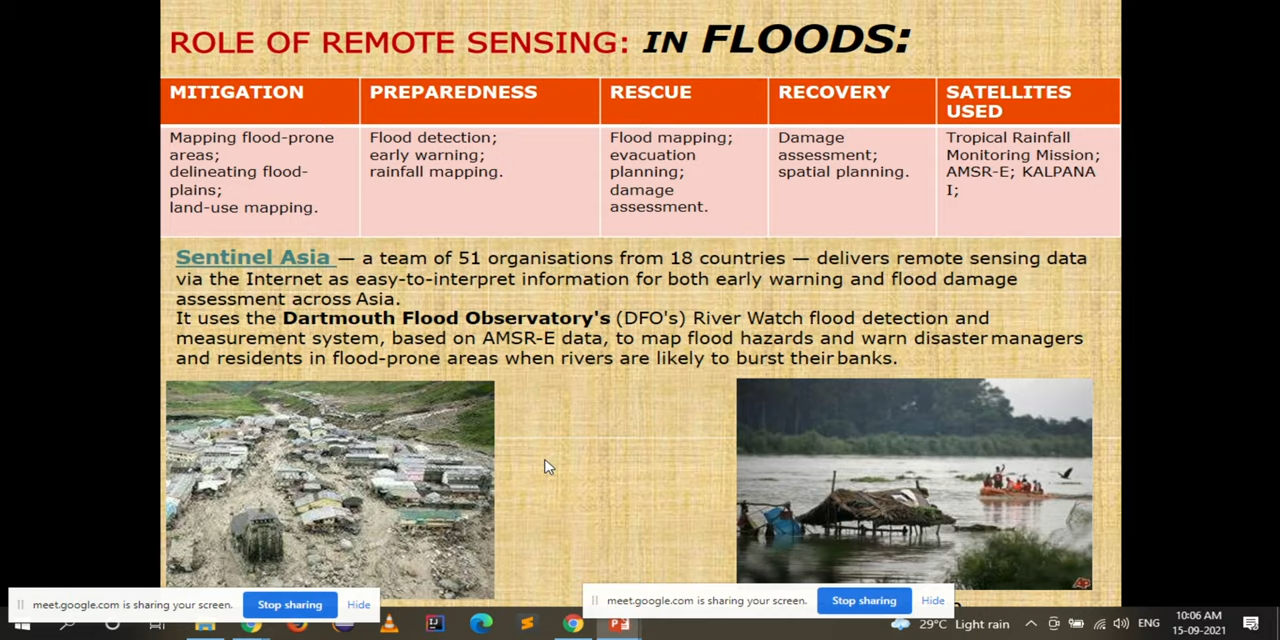 ROLE OF REMOTE SENSING: IN FLOODS:
MITIGATION PREPAREDNESS RESCUE RECOVERY SATELLITES USED
Mapping flood-prone
areas;
delineating flood-
plains;
land-use mapping.
Flood detection;
early warning;
rainfall mapping.
Flood mapping;
evacuation
planning;
damage
assessment.
Damage
assessment;
spatial planning.
Tropical Rainfall
Monitoring Mission;
AMSR-E; KALPANA
I;
Sentinel Asia — a team of 51 organisations from 18 countries — delivers remote sensing data
via the Internet as easy-to-interpret information for both early warning and flood damage
assessment across Asia.
It uses the Dartmouth Flood Observatory's (DFO's) River Watch flood detection and
measurement system, based on AMSR-E data, to map flood hazards and warn disaster managers
and residents in flood-prone areas when rivers are likely to burst their banks.
meet.google.com is sharing your screen. Stop sharing Hide
meet.google.com is sharing your screen. Stop sharing Hide
29°C Light rain ENG 10:06 AM
15-09-2021